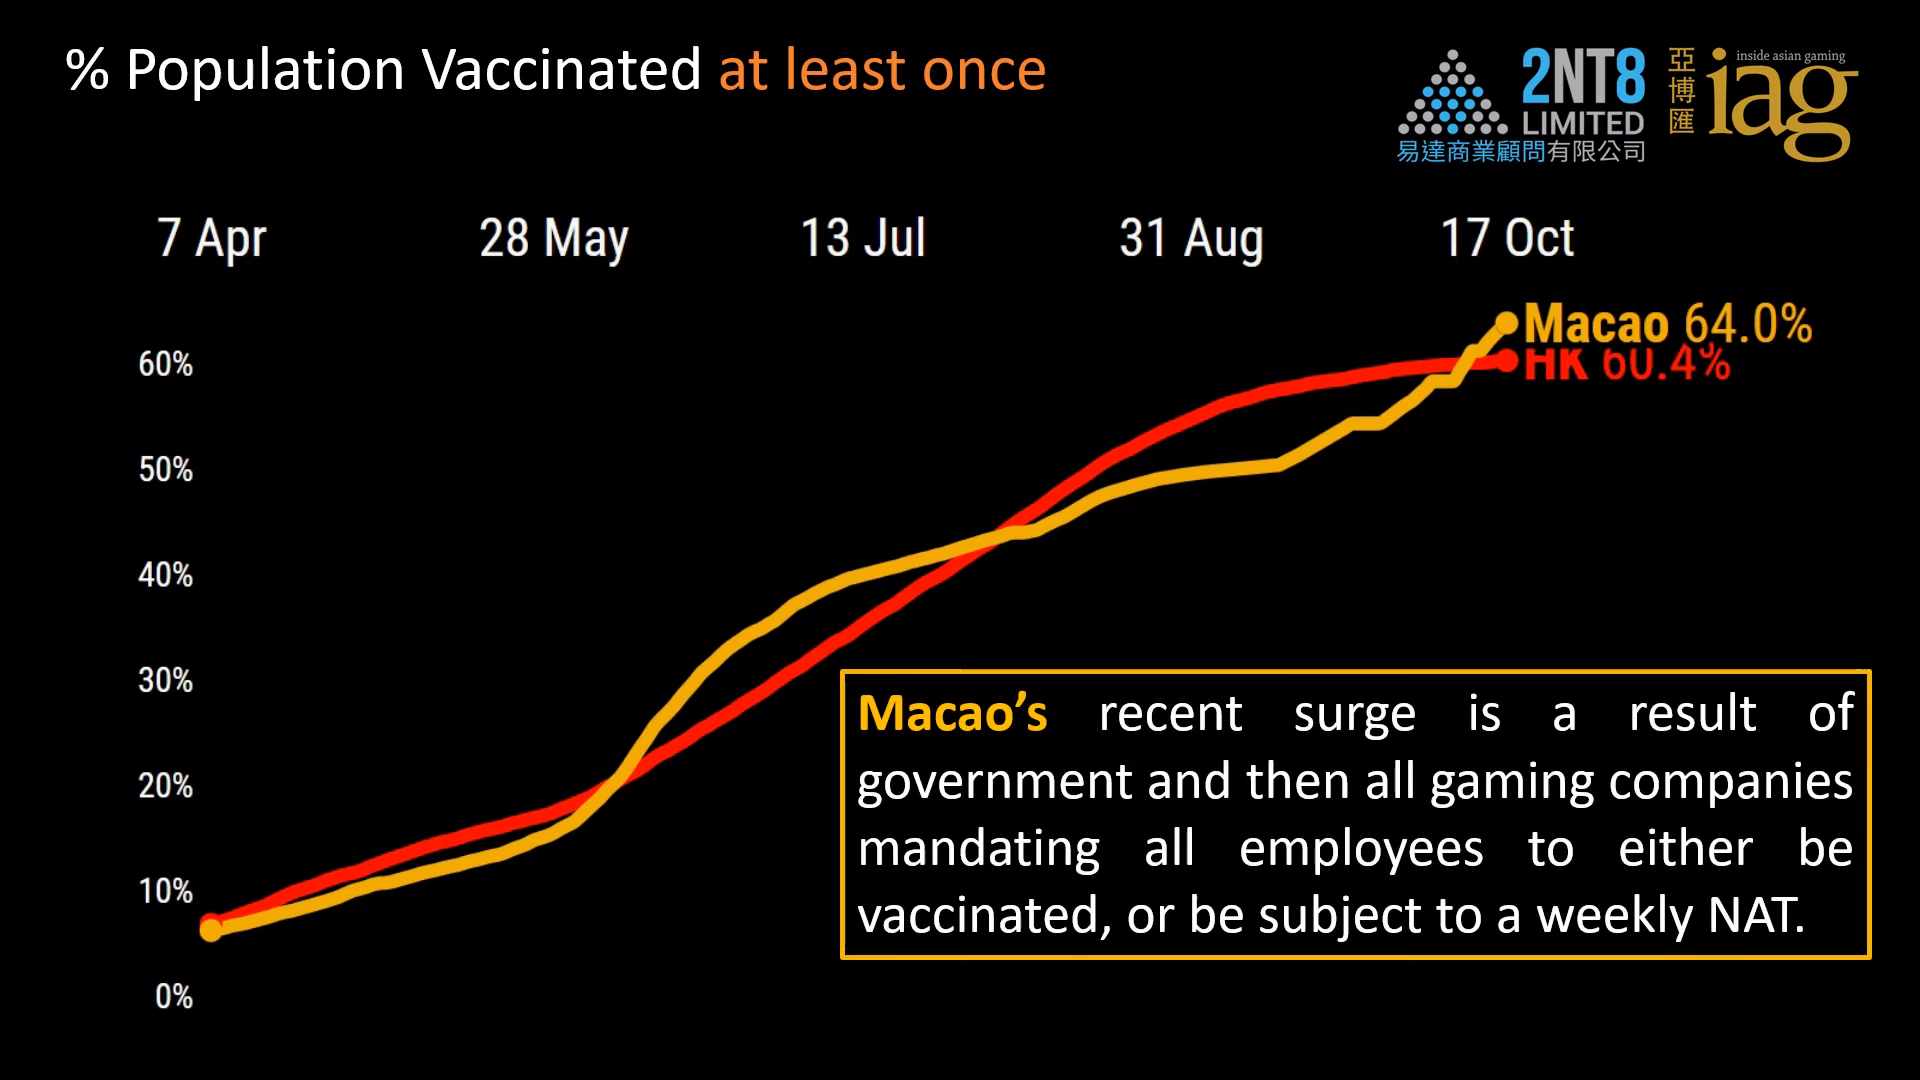 % Population Vaccinated at least once
2NT8
LIMITED
易達商業顧問有限公司
亞博匯
inside asian gaming
iag
7 Apr 28 May 13 Jul 31 Aug 17 Oct
Macao 64.0%
HK 60.4%
60%
50%
40%
30%
20%
10%
0%
Macao’s recent surge is a result of
government and then all gaming companies
mandating all employees to either be
vaccinated, or be subject to a weekly NAT.